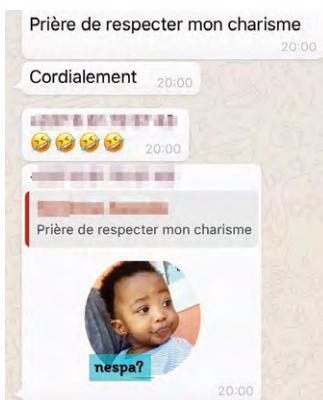 Prière de respecter mon charisme
20:00
Cordialement 20:00
🤣🤣🤣🤣 20:00
Prière de respecter mon charisme
nespa?
20:00